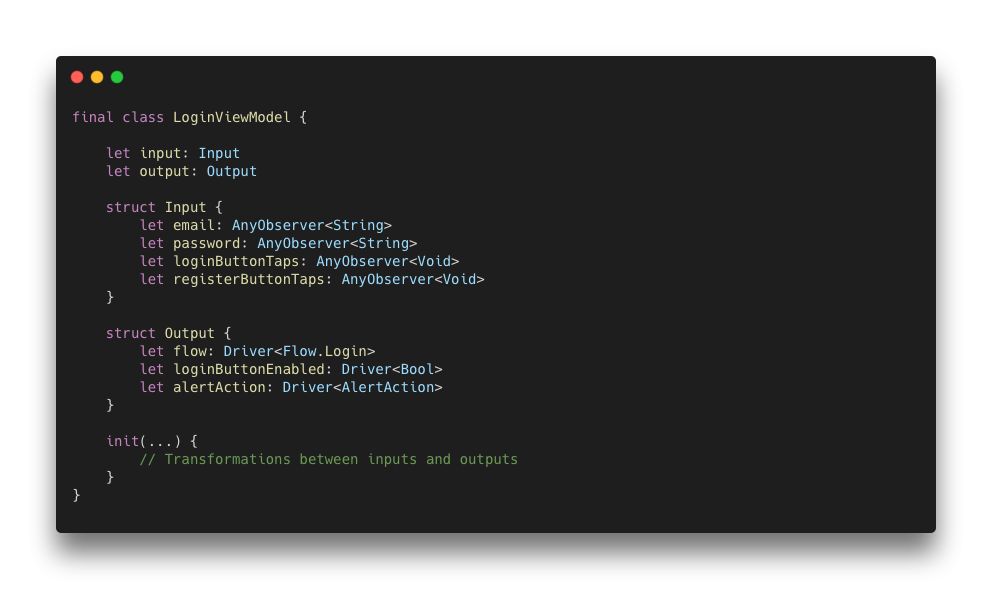 final class LoginViewModel {
let input: Input
let output: Output
struct Input {
let email: AnyObserver<String>
let password: AnyObserver<String>
let loginButtonTaps: AnyObserver<Void>
let registerButtonTaps: AnyObserver<Void>
}
struct Output {
let flow: Driver<Flow.Login>
let loginButtonEnabled: Driver<Bool>
let alertAction: Driver<AlertAction>
}
init(...) {
// Transformations between inputs and outputs
}
}